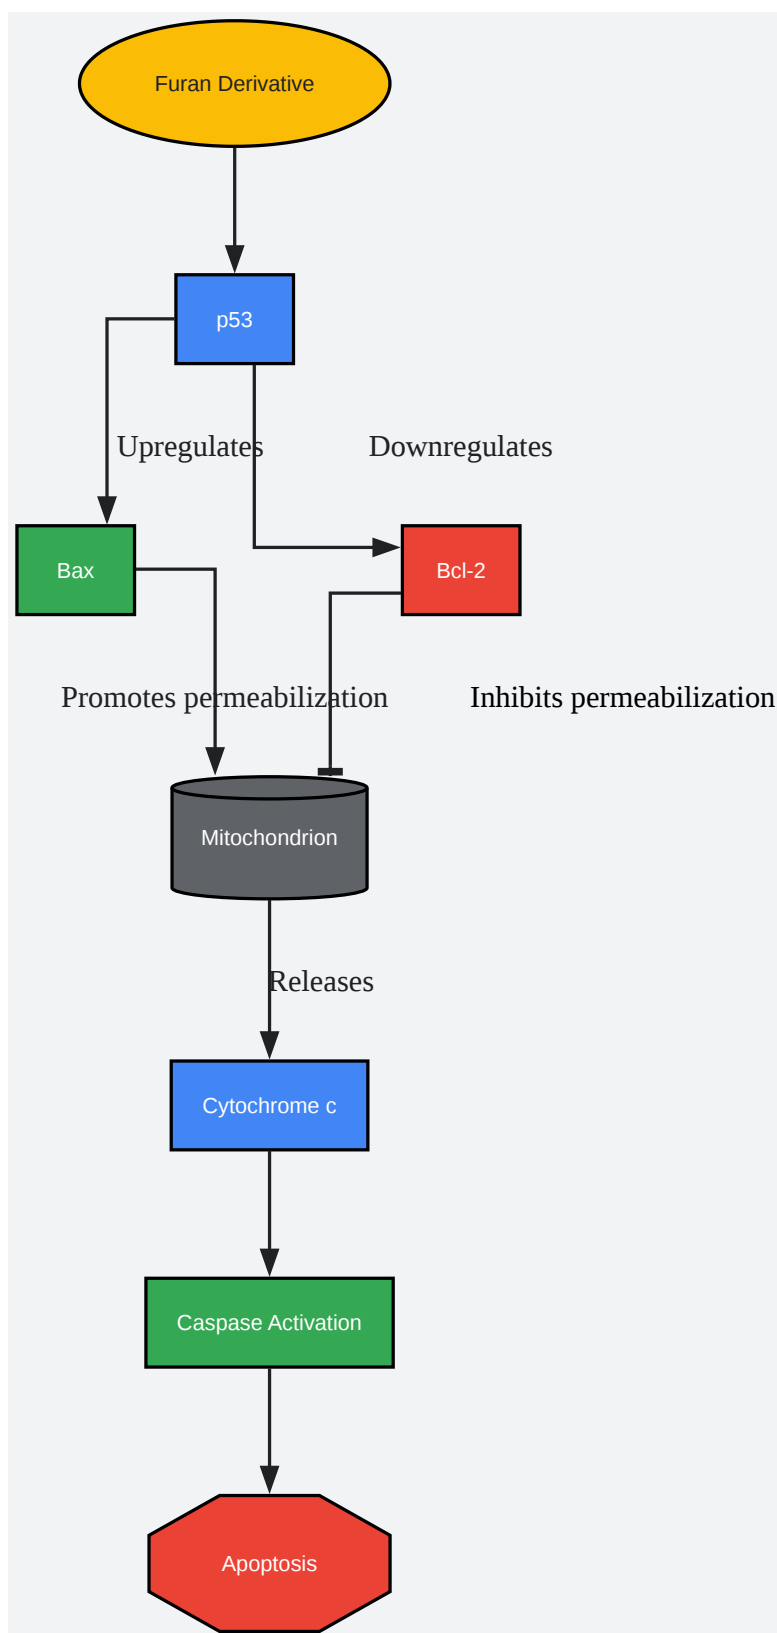 Furan Derivative
p53
Upregulates
Downregulates
Bax
Bcl-2
Promotes permeabilization
Inhibits permeabilization
Mitochondrion
Releases
Cytochrome c
Caspase Activation
Apoptosis